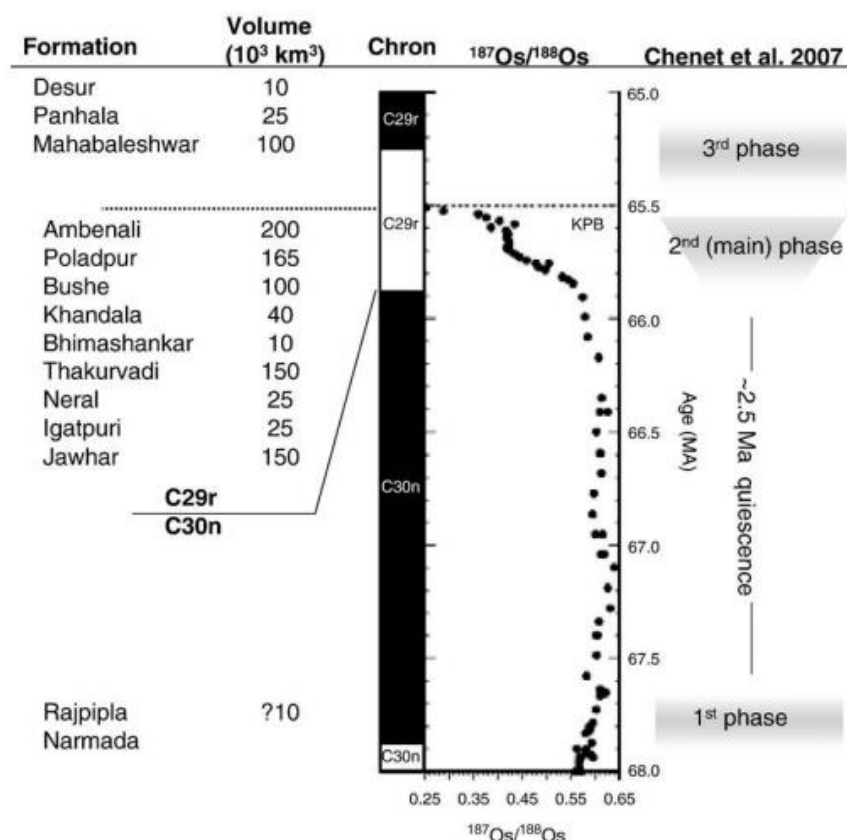 Formation Volume (10³ km³) Chron ¹⁸⁷Os/¹⁸⁸Os Chenet et al. 2007
Desur 10
Panhala 25
Mahabaleshwar 100
Ambenali 200
Poladpur 165
Bushe 100
Khandala 40
Bhimashankar 10
Thakurvadi 150
Neral 25
Igatpuri 25
Jawhar 150
C29r
C30n
Rajpipla ?10
Narmada
C29r
C29r
C30n
C30n
KPB
65.0
65.5
66.0
66.5
67.0
67.5
68.0
Age (MA)
0.25 0.35 0.45 0.55 0.65
¹⁸⁷Os/¹⁸⁸Os
3rd phase
2nd (main) phase
~2.5 Ma quiescence
1st phase